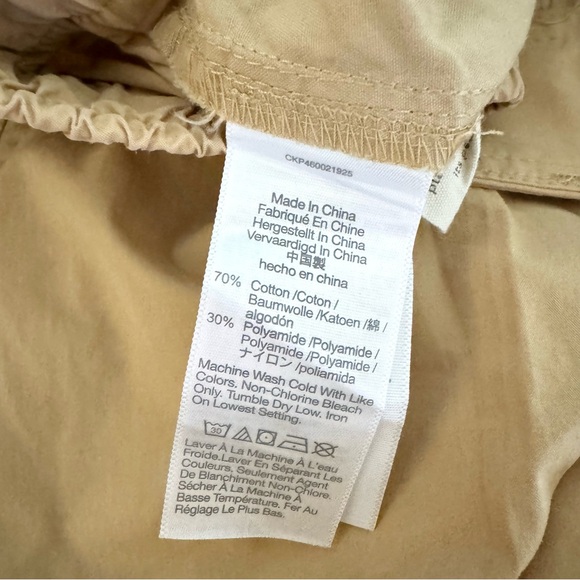 CKP460021925
Made In China
Fabriqué En Chine
Hergestellt In China
Vervaardigd In China
中国製
hecho en china
70% Cotton /Coton /
Baumwolle /Katoen /綿 /
algodón
30% Polyamide /Polyamide /
Polyamide /Polyamide /
ナイロン /poliamida
Machine Wash Cold With Like
Colors. Non-Chlorine Bleach
Only. Tumble Dry Low. Iron
On Lowest Setting.
30
Laver À La Machine À L'eau
Froide.Laver En Séparant Les
Couleurs, Seulement Agent
De Blanchiment Non-Chlore.
Sécher À La Machine À
Basse Température. Fer Au
Réglage Le Plus Bas.